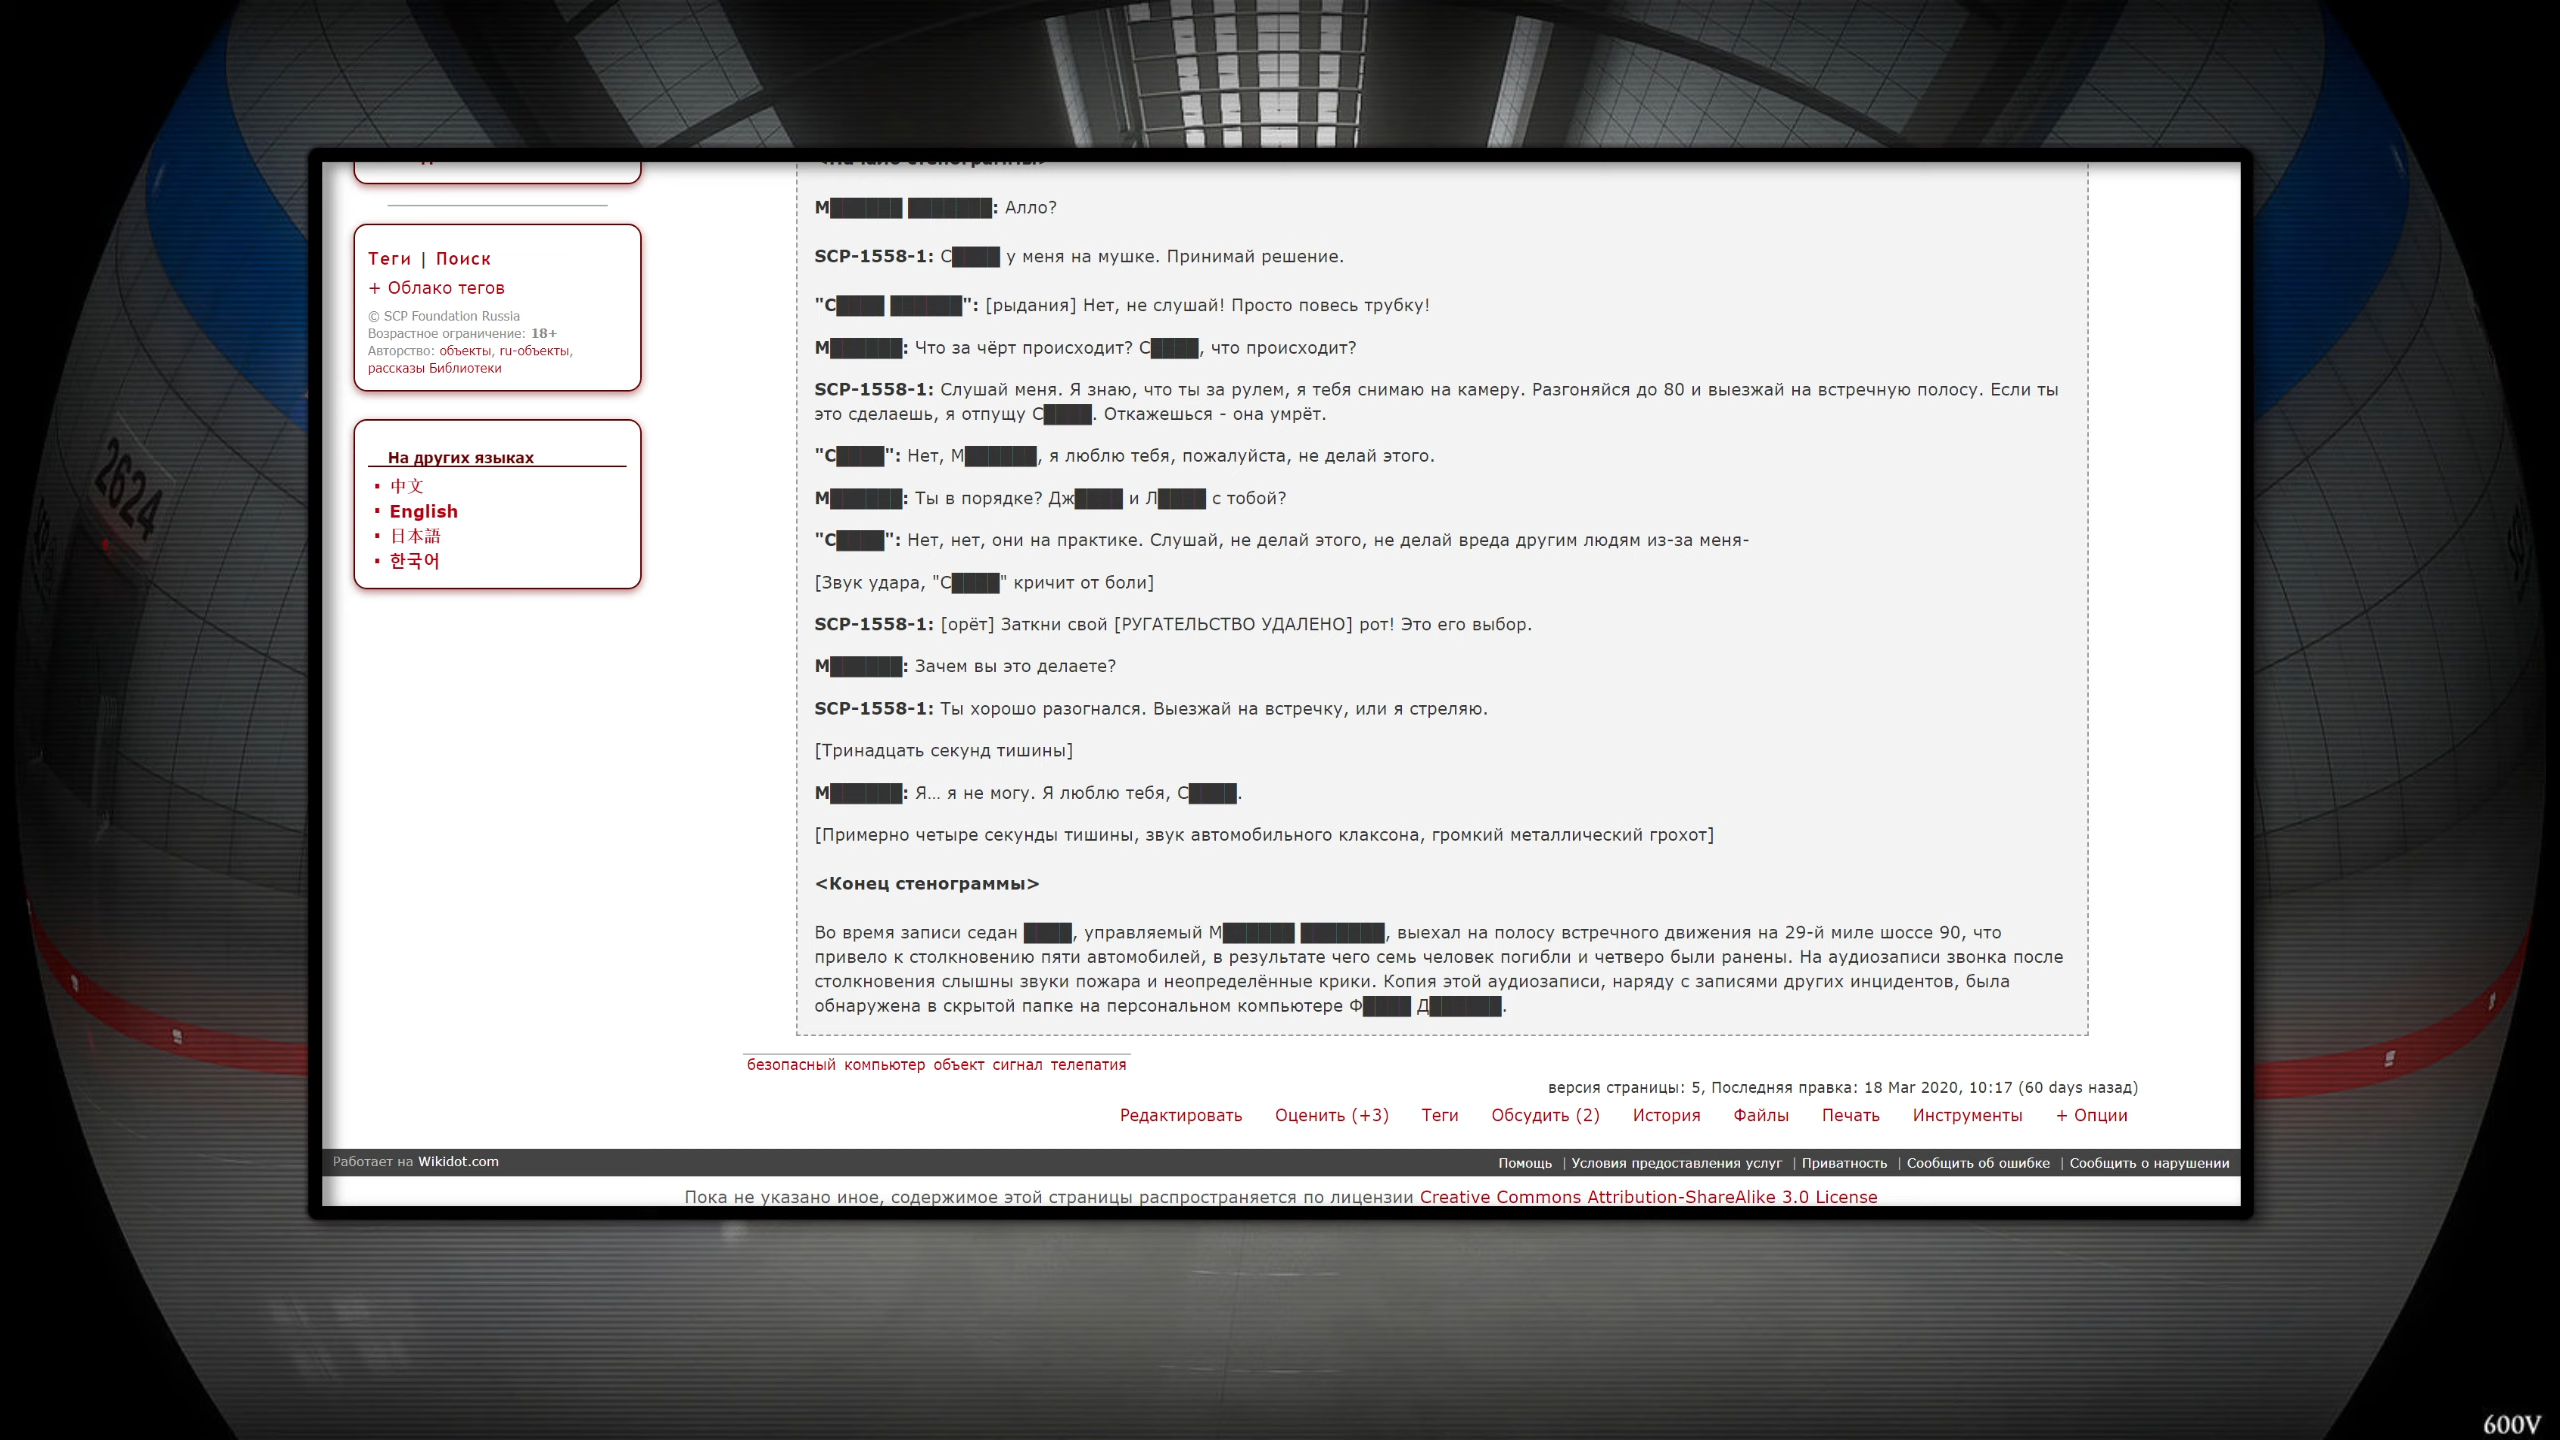 Теги | Поиск
+ Облако тегов
© SCP Foundation Russia
Возрастное ограничение: 18+
Авторство: объекты, ru-объекты,
рассказы Библиотеки
На других языках
中文
English
日本語
한국어
<Начало стенограммы>
М██████ ███████: Алло?
SCP-1558-1: С████ у меня на мушке. Принимай решение.
"С████ ██████": [рыдания] Нет, не слушай! Просто повесь трубку!
М██████: Что за чёрт происходит? С████, что происходит?
SCP-1558-1: Слушай меня. Я знаю, что ты за рулем, я тебя снимаю на камеру. Разгоняйся до 80 и выезжай на встречную полосу. Если ты
это сделаешь, я отпущу С████. Откажешься - она умрёт.
"С████": Нет, М██████, я люблю тебя, пожалуйста, не делай этого.
М██████: Ты в порядке? Дж████ и Л████ с тобой?
"С████": Нет, нет, они на практике. Слушай, не делай этого, не делай вреда другим людям из-за меня-
[Звук удара, "С████" кричит от боли]
SCP-1558-1: [орёт] Заткни свой [РУГАТЕЛЬСТВО УДАЛЕНО] рот! Это его выбор.
М██████: Зачем вы это делаете?
SCP-1558-1: Ты хорошо разогнался. Выезжай на встречку, или я стреляю.
[Тринадцать секунд тишины]
М██████: Я... я не могу. Я люблю тебя, С████.
[Примерно четыре секунды тишины, звук автомобильного клаксона, громкий металлический грохот]
<Конец стенограммы>
Во время записи седан ████, управляемый М██████ ███████, выехал на полосу встречного движения на 29-й миле шоссе 90, что
привело к столкновению пяти автомобилей, в результате чего семь человек погибли и четверо были ранены. На аудиозаписи звонка после
столкновения слышны звуки пожара и неопределённые крики. Копия этой аудиозаписи, наряду с записями других инцидентов, была
обнаружена в скрытой папке на персональном компьютере Ф████ Д██████.
безопасный компьютер объект сигнал телепатия
версия страницы: 5, Последняя правка: 18 Mar 2020, 10:17 (60 days назад)
Редактировать Оценить (+3) Теги Обсудить (2) История Файлы Печать Инструменты + Опции
Работает на Wikidot.com
Помощь | Условия предоставления услуг | Приватность | Сообщить об ошибке | Сообщить о нарушении
Пока не указано иное, содержимое этой страницы распространяется по лицензии Creative Commons Attribution-ShareAlike 3.0 License
2624
600V